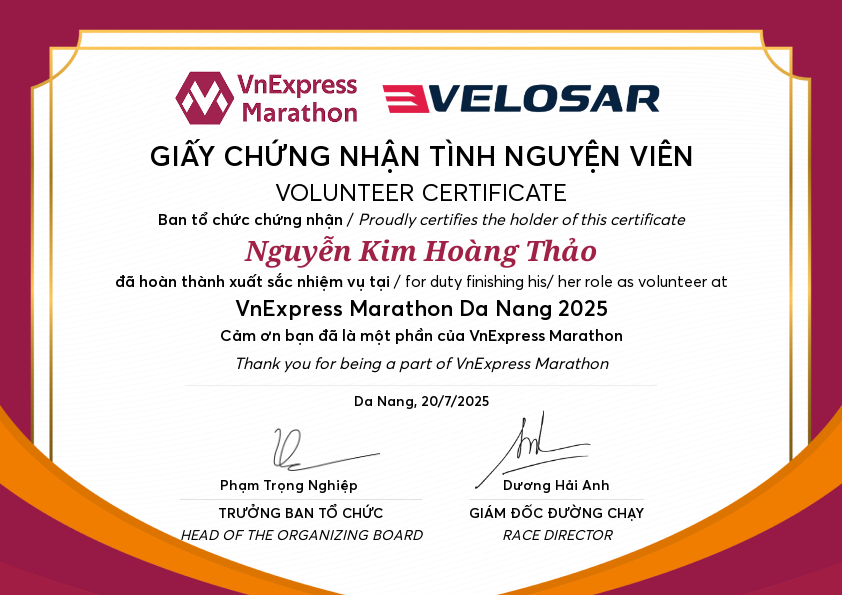 VnExpress
Marathon
VELOSAR
GIẤY CHỨNG NHẬN TÌNH NGUYỆN VIÊN
VOLUNTEER CERTIFICATE
Ban tổ chức chứng nhận / Proudly certifies the holder of this certificate
Nguyễn Kim Hoàng Thảo
đã hoàn thành xuất sắc nhiệm vụ tại / for duty finishing his/ her role as volunteer at
VnExpress Marathon Da Nang 2025
Cảm ơn bạn đã là một phần của VnExpress Marathon
Thank you for being a part of VnExpress Marathon
Da Nang, 20/7/2025
Phạm Trọng Nghiệp
Dương Hải Anh
TRƯỞNG BAN TỔ CHỨC
GIÁM ĐỐC ĐƯỜNG CHẠY
HEAD OF THE ORGANIZING BOARD
RACE DIRECTOR